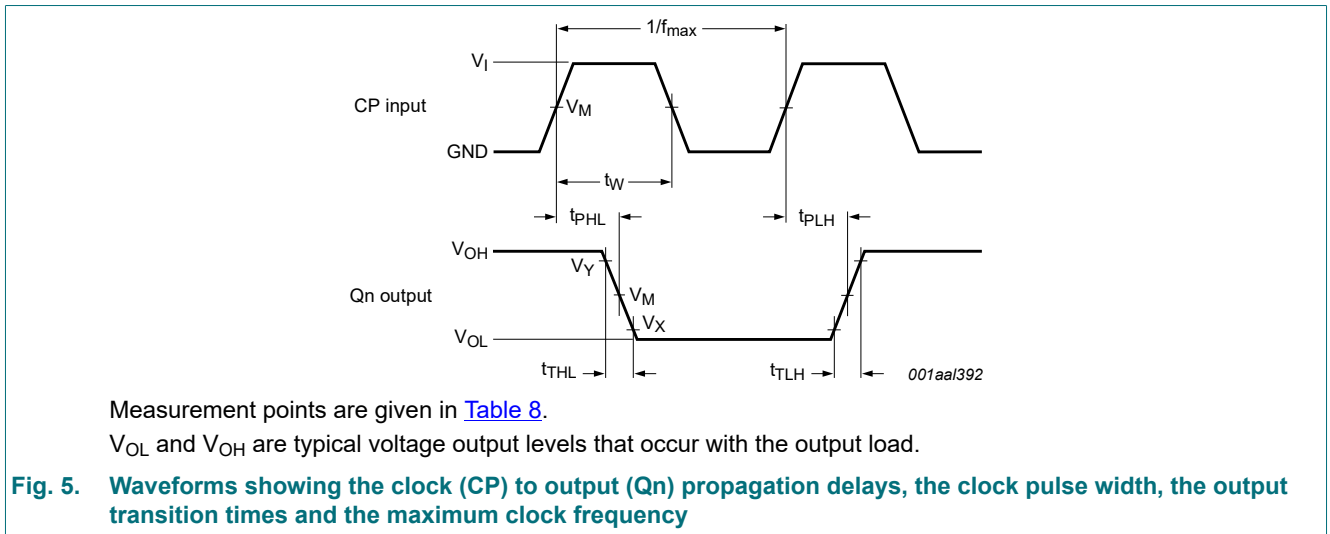 1/fmax
VI
CP input
VM
GND
tW
tPHL
tPLH
VOH
VY
Qn output
VM
VX
VOL
tTHL
tTLH
001aal392
Measurement points are given in Table 8.
VOL and VOH are typical voltage output levels that occur with the output load.
Fig. 5. Waveforms showing the clock (CP) to output (Qn) propagation delays, the clock pulse width, the output
transition times and the maximum clock frequency